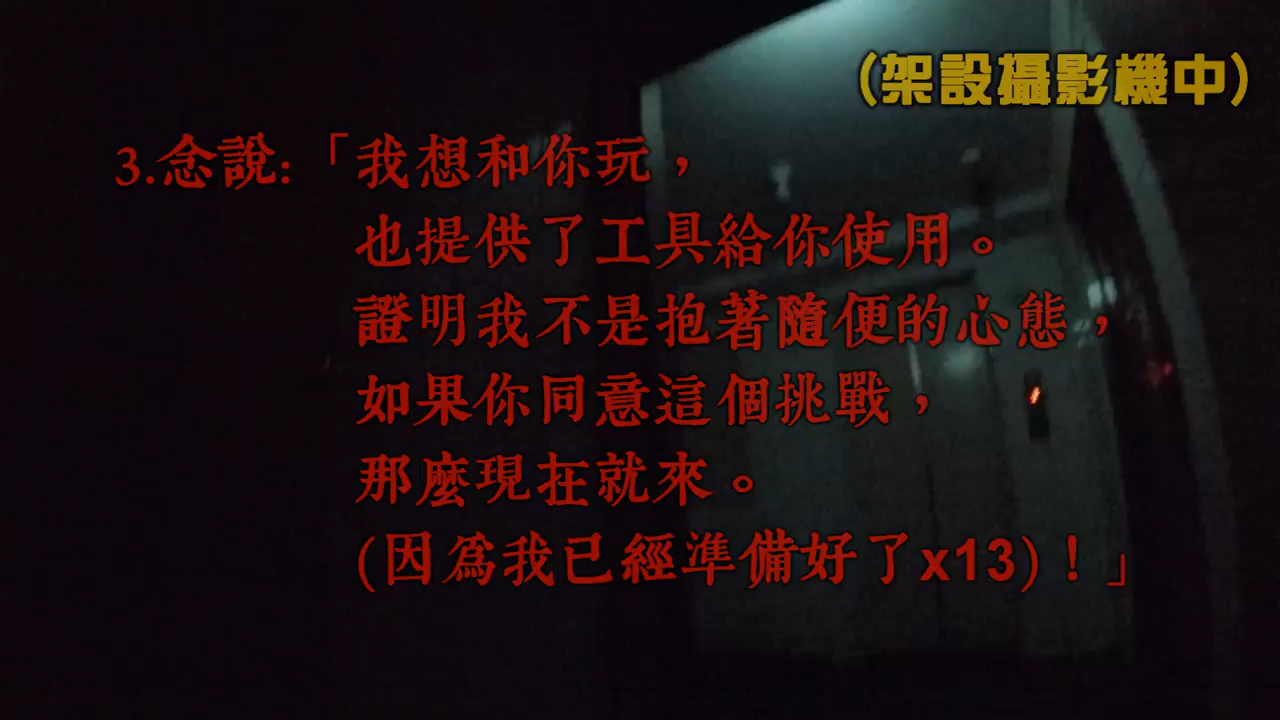 (架設攝影機中)
3.念說:「我想和你玩，
也提供了工具給你使用。
證明我不是抱著隨便的心態，
如果你同意這個挑戰，
那麼現在就來。
(因為我已經準備好了x13)！」